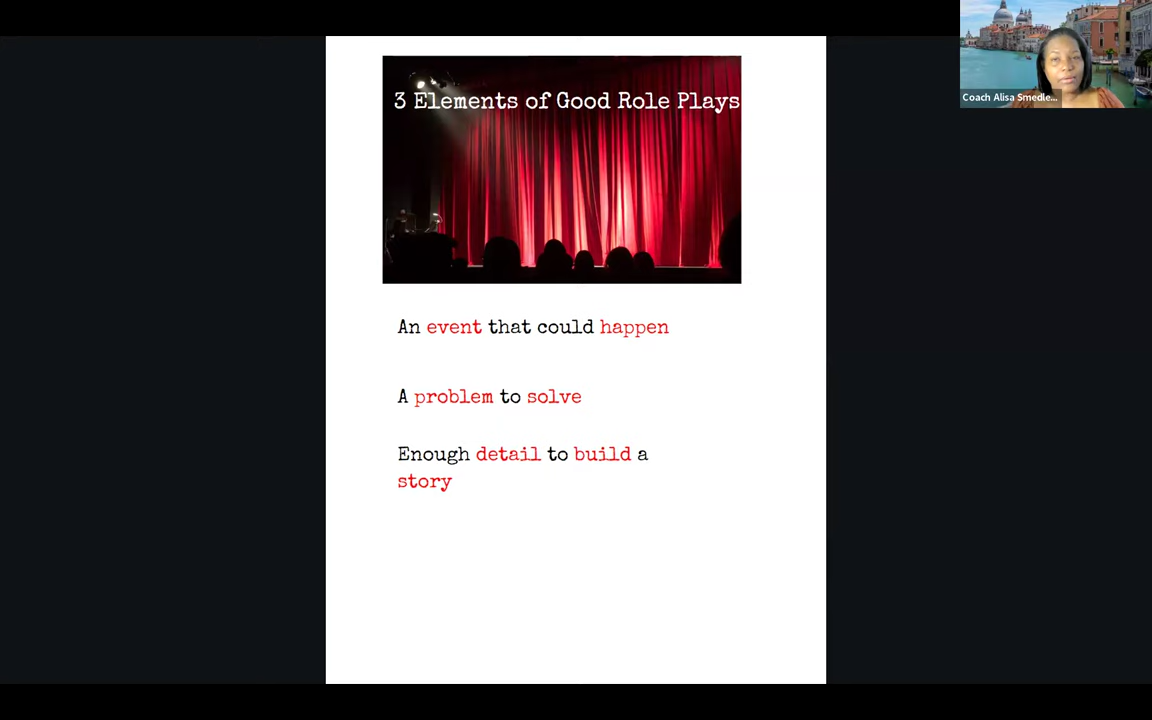 3 Elements of Good Role Plays
Coach Alisa Smedle...
An event that could happen
A problem to solve
Enough detail to build a
story